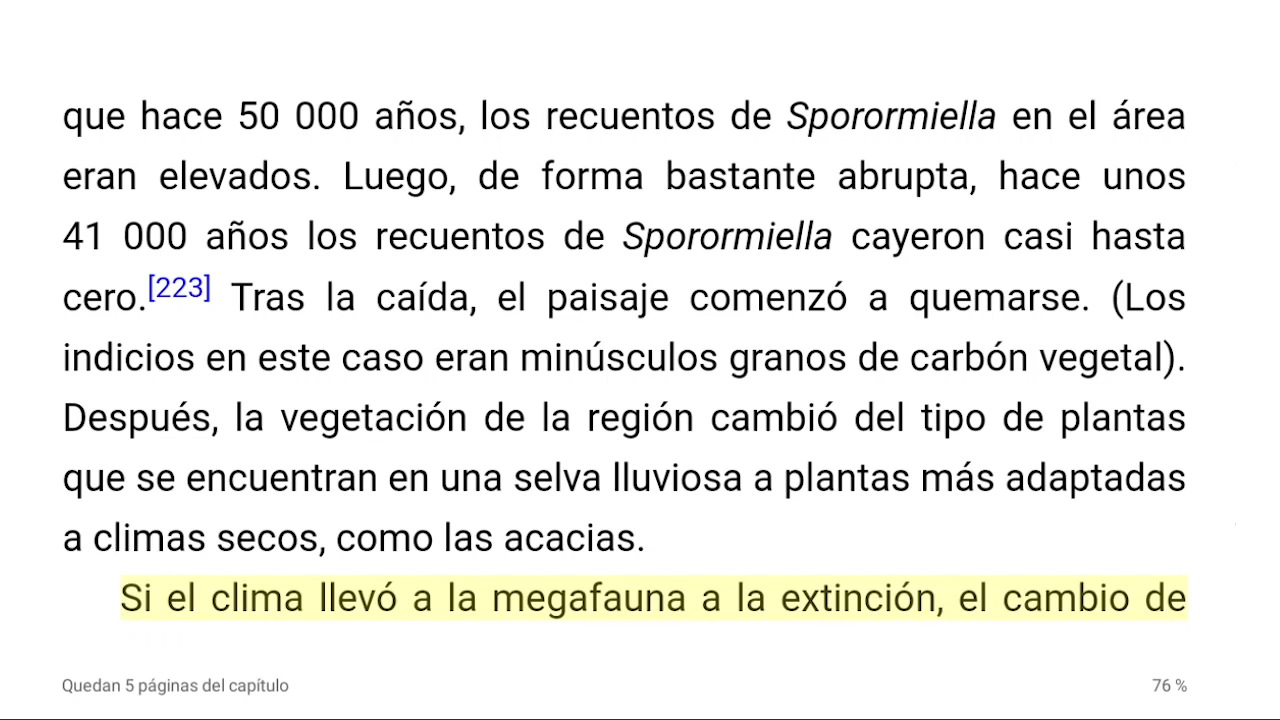 que hace 50 000 años, los recuentos de Sporormiella en el área
eran elevados. Luego, de forma bastante abrupta, hace unos
41 000 años los recuentos de Sporormiella cayeron casi hasta
cero.[223] Tras la caída, el paisaje comenzó a quemarse. (Los
indicios en este caso eran minúsculos granos de carbón vegetal).
Después, la vegetación de la región cambió del tipo de plantas
que se encuentran en una selva lluviosa a plantas más adaptadas
a climas secos, como las acacias.
Si el clima llevó a la megafauna a la extinción, el cambio de
Quedan 5 páginas del capítulo
76 %